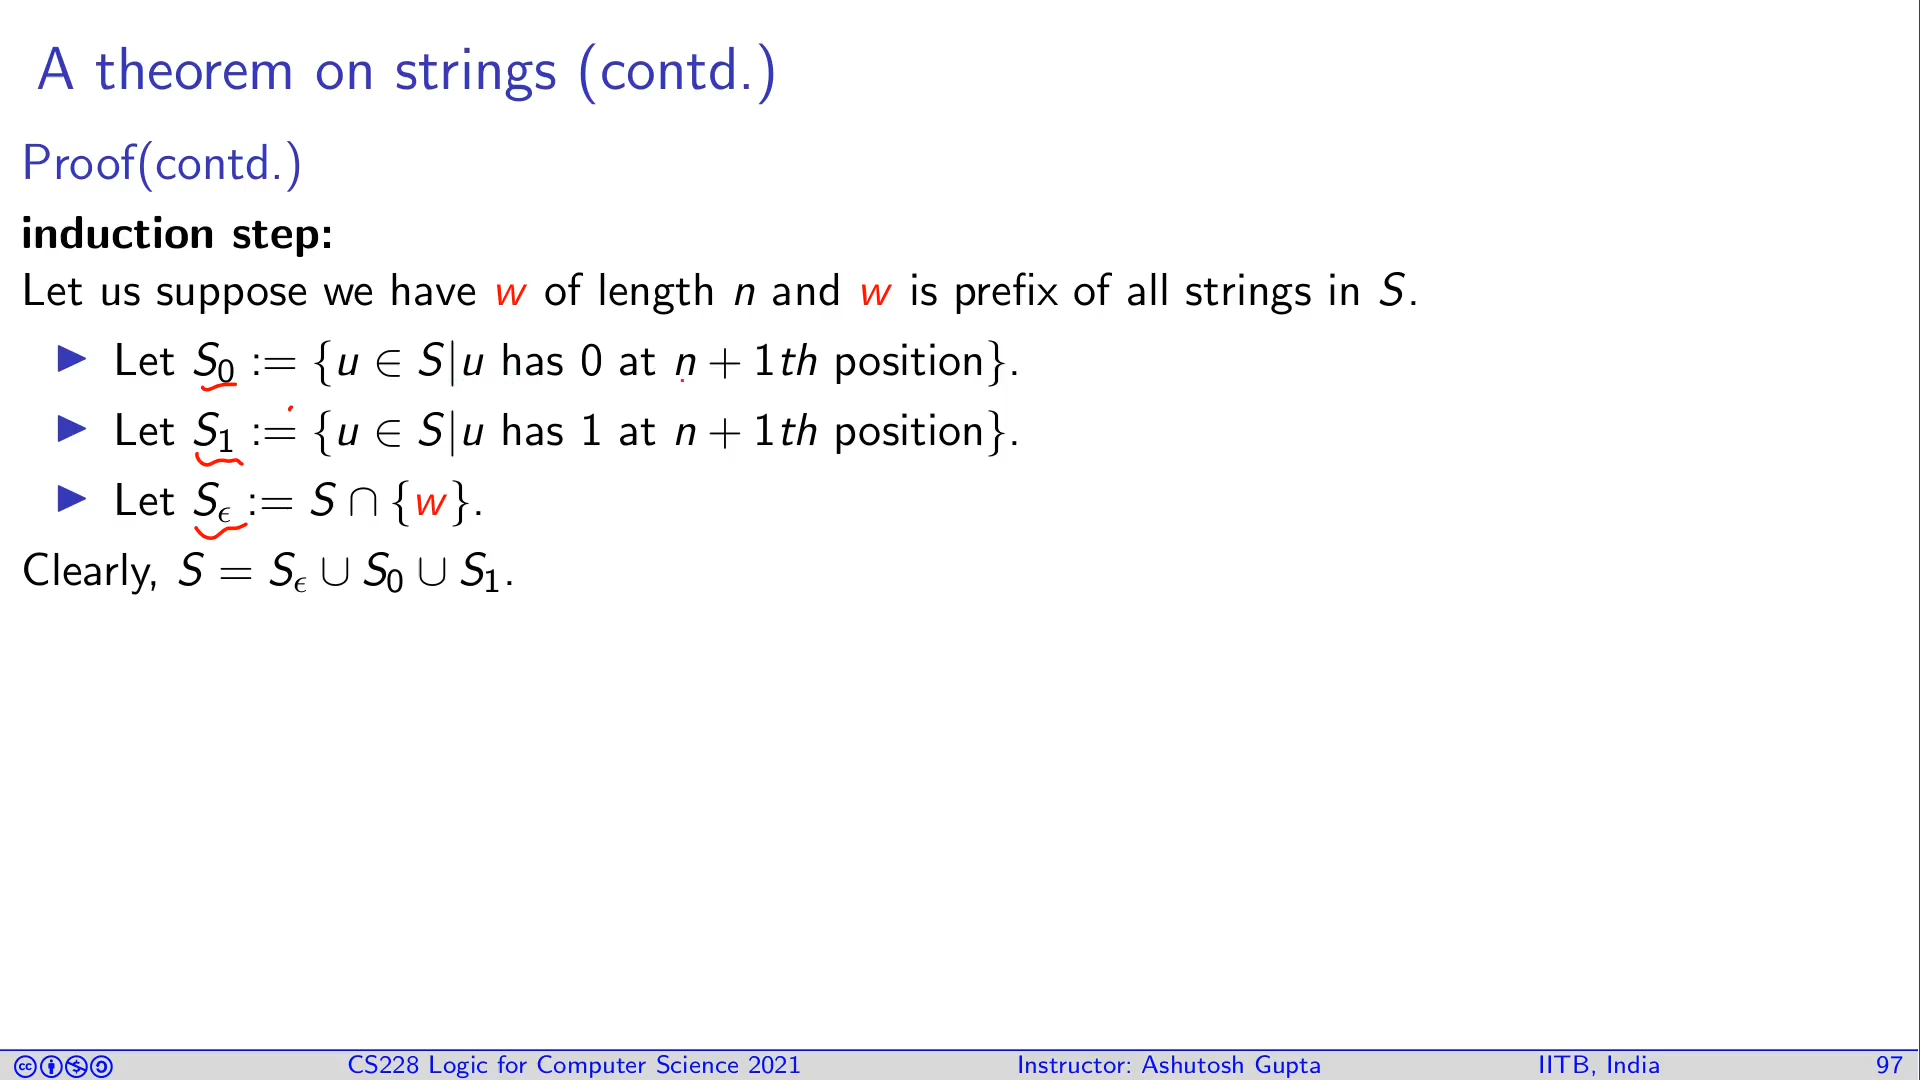 A theorem on strings (contd.)
Proof(contd.)
induction step:
Let us suppose we have w of length n and w is prefix of all strings in S.
▶ Let S₀ := {u ∈ S|u has 0 at n + 1th position}.
▶ Let S₁ := {u ∈ S|u has 1 at n + 1th position}.
▶ Let Sϵ := S ∩ {w}.
Clearly, S = Sϵ ∪ S₀ ∪ S₁.
CS228 Logic for Computer Science 2021 Instructor: Ashutosh Gupta IITB, India 97